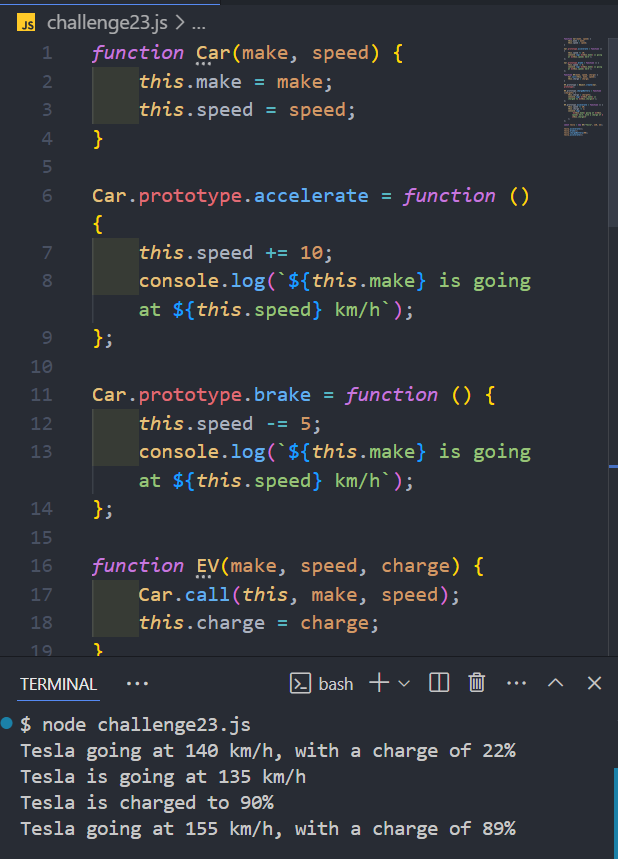 JS challenge23.js > ...
1 function Car(make, speed) {
2 this.make = make;
3 this.speed = speed;
4 }
5
6 Car.prototype.accelerate = function ()
{
7 this.speed += 10;
8 console.log(`${this.make} is going
at ${this.speed} km/h`);
9 };
10
11 Car.prototype.brake = function () {
12 this.speed -= 5;
13 console.log(`${this.make} is going
at ${this.speed} km/h`);
14 };
15
16 function EV(make, speed, charge) {
17 Car.call(this, make, speed);
18 this.charge = charge;
19 }
TERMINAL ... bash
$ node challenge23.js
Tesla going at 140 km/h, with a charge of 22%
Tesla is going at 135 km/h
Tesla is charged to 90%
Tesla going at 155 km/h, with a charge of 89%